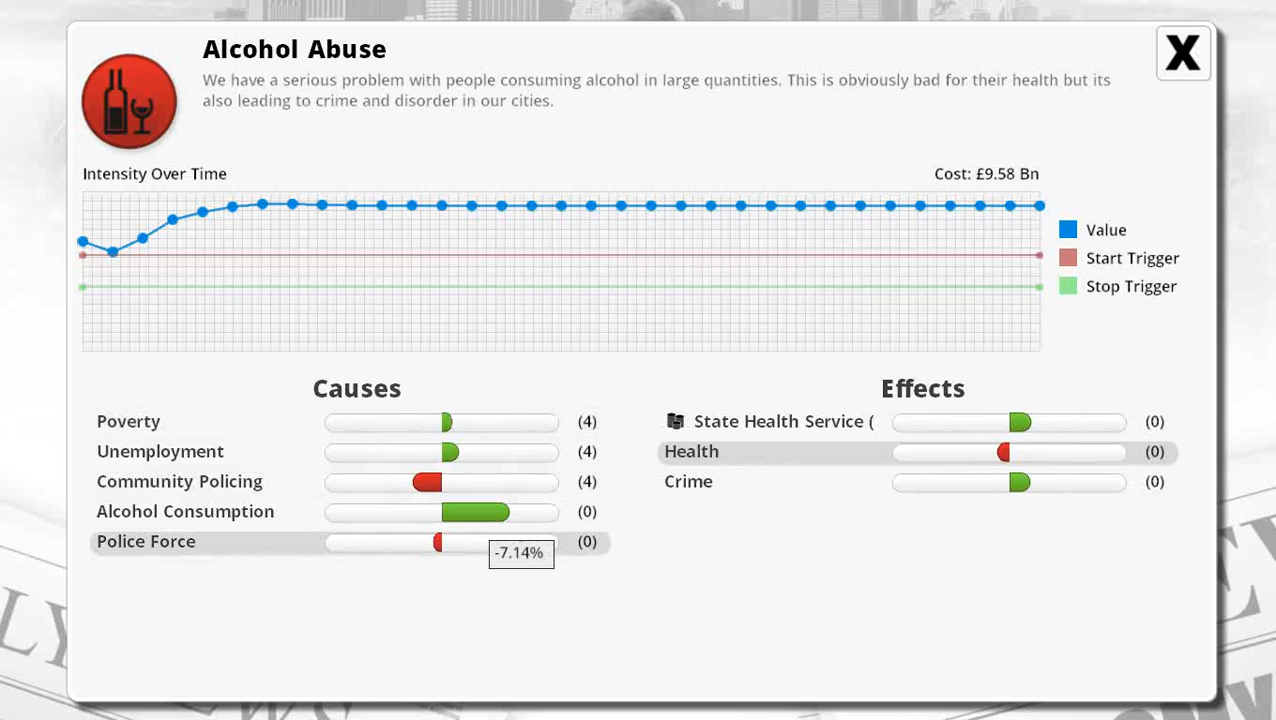 Alcohol Abuse
X
We have a serious problem with people consuming alcohol in large quantities. This is obviously bad for their health but its
also leading to crime and disorder in our cities.
Intensity Over Time
Cost: £9.58 Bn
Value
Start Trigger
Stop Trigger
Causes
Poverty (4)
Unemployment (4)
Community Policing (4)
Alcohol Consumption (0)
Police Force (0)
-7.14%
Effects
State Health Service ( (0)
Health (0)
Crime (0)